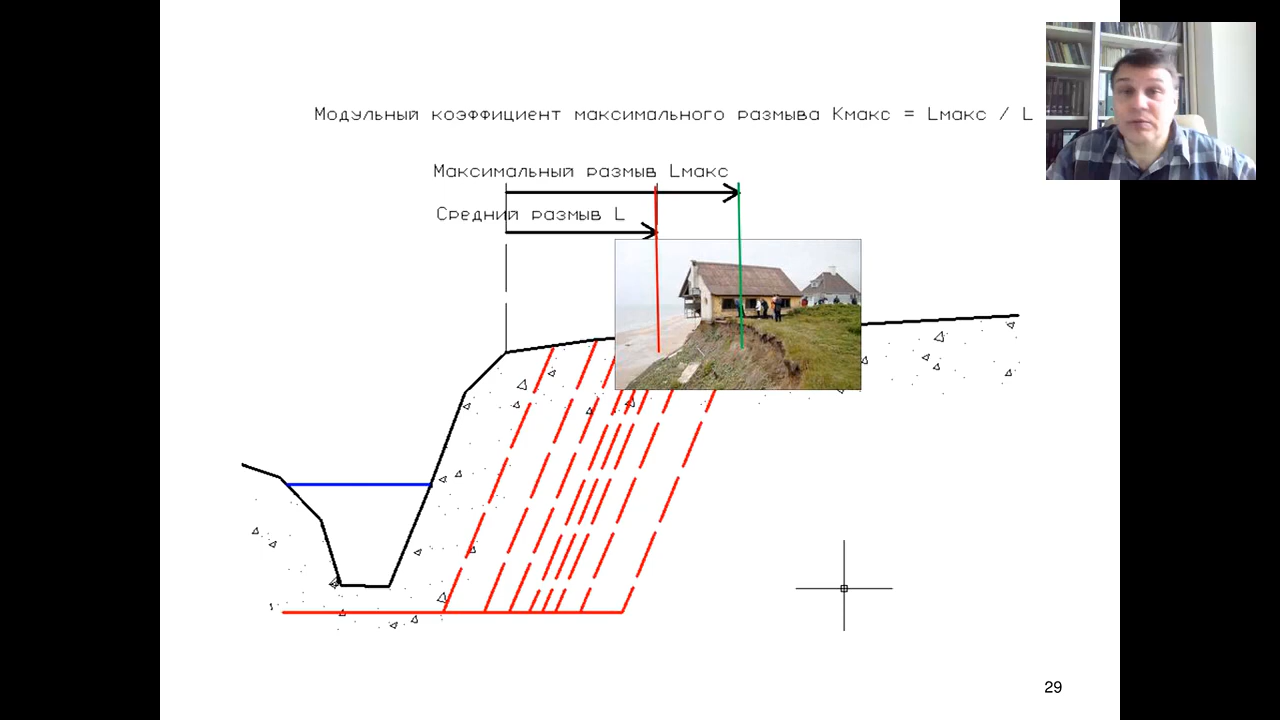 Модульный коэффициент максимального размыва Kмакс = Lмакс / L
Максимальный размыв Lмакс
Средний размыв L
29